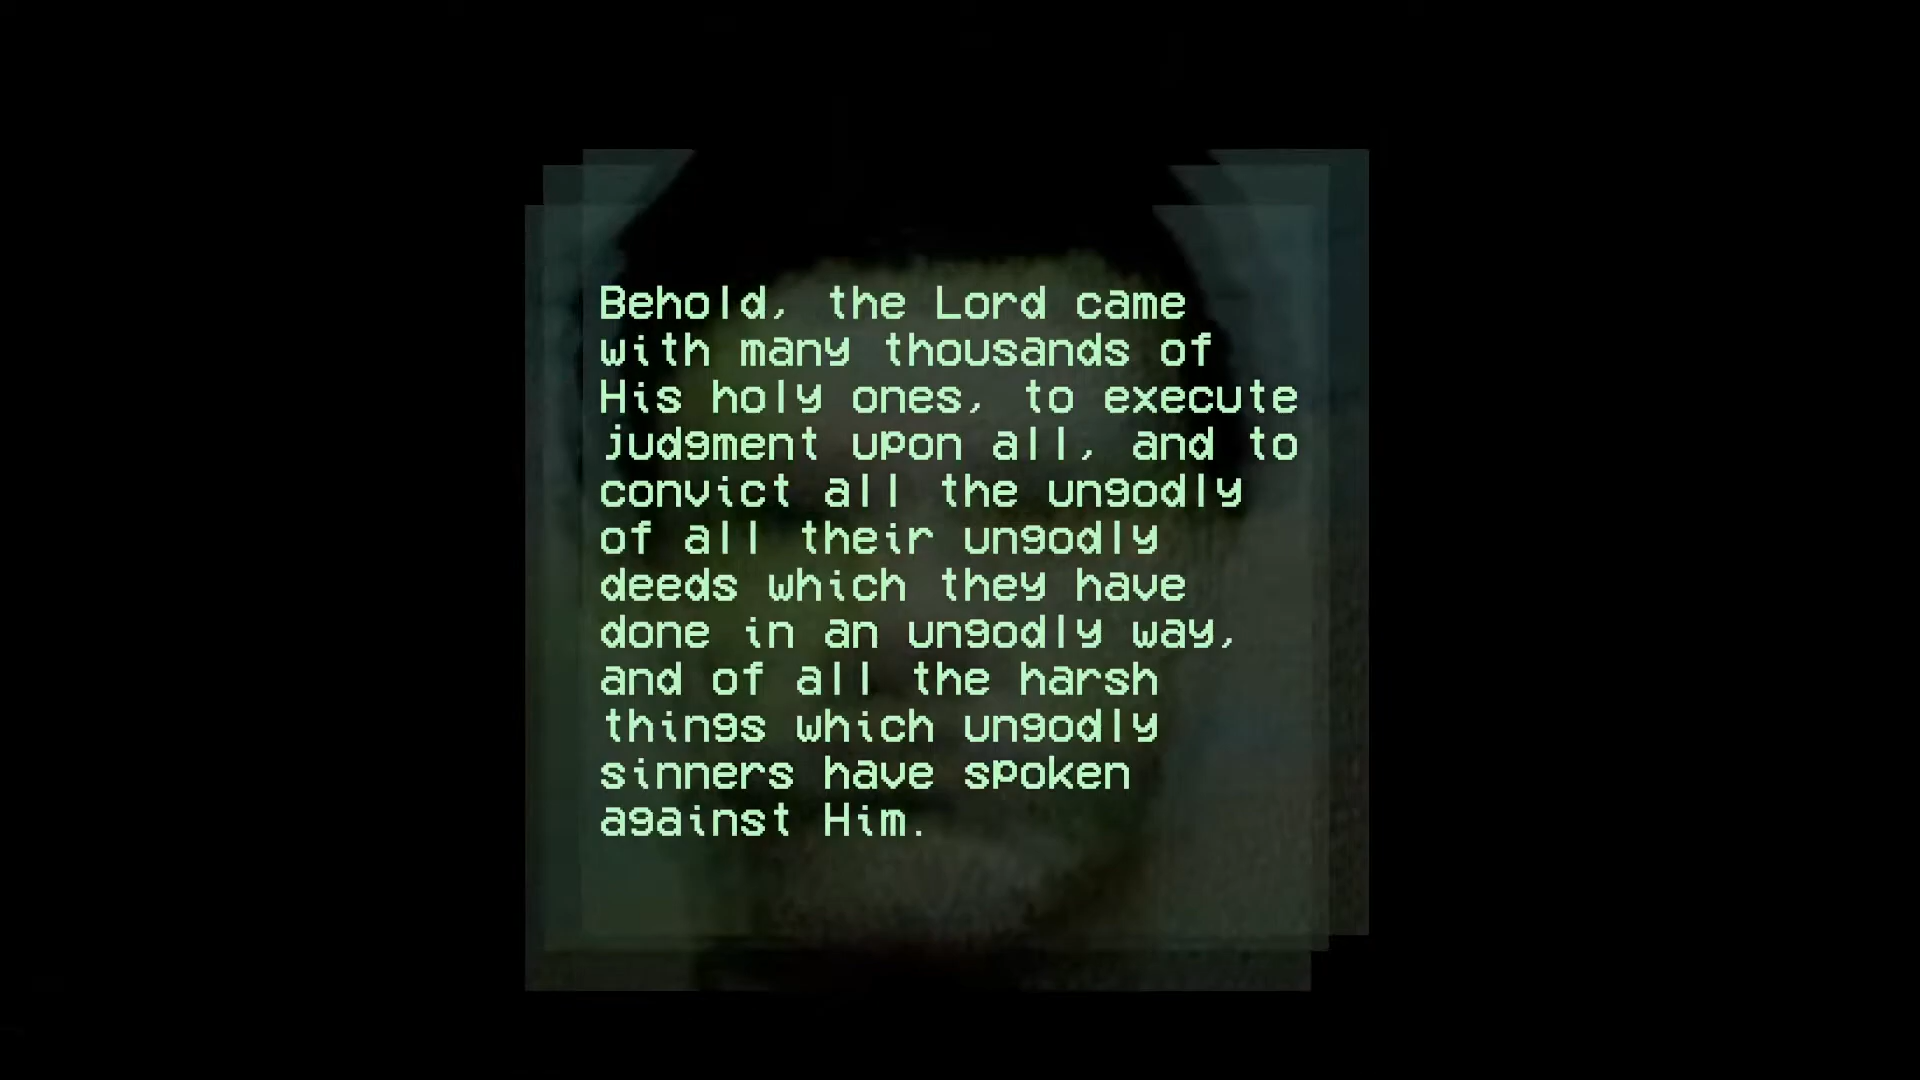 Behold, the Lord came
with many thousands of
His holy ones, to execute
judgment upon all, and to
convict all the ungodly
of all their ungodly
deeds which they have
done in an ungodly way,
and of all the harsh
things which ungodly
sinners have spoken
against Him.